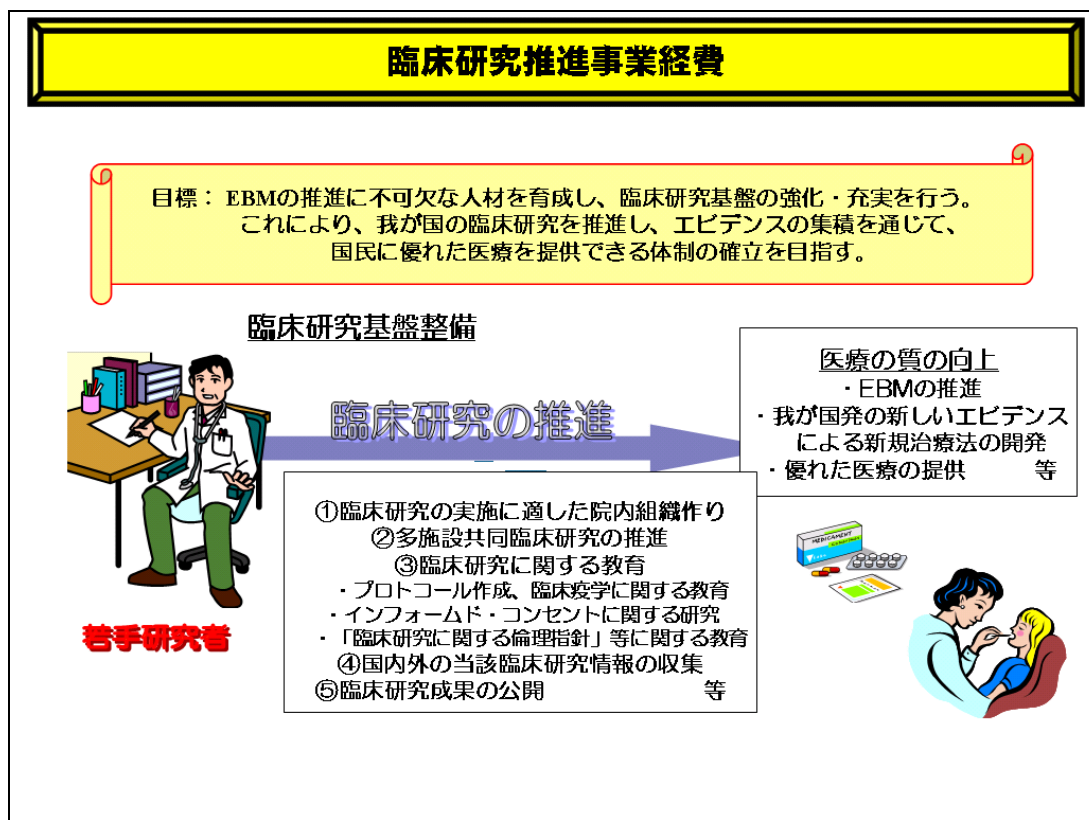 臨床研究推進事業経費
目標： EBMの推進に不可欠な人材を育成し、臨床研究基盤の強化・充実を行う。
これにより、我が国の臨床研究を推進し、エビデンスの集積を通じて、
国民に優れた医療を提供できる体制の確立を目指す。
臨床研究基盤整備
臨床研究の推進
医療の質の向上
・EBMの推進
・我が国発の新しいエビデンス
による新規治療法の開発
・優れた医療の提供 等
①臨床研究の実施に適した院内組織作り
②多施設共同臨床研究の推進
③臨床研究に関する教育
・プロトコール作成、臨床疫学に関する教育
・インフォームド・コンセントに関する研究
・「臨床研究に関する倫理指針」等に関する教育
④国内外の当該臨床研究情報の収集
⑤臨床研究成果の公開 等
若手研究者
MEDICAMENT